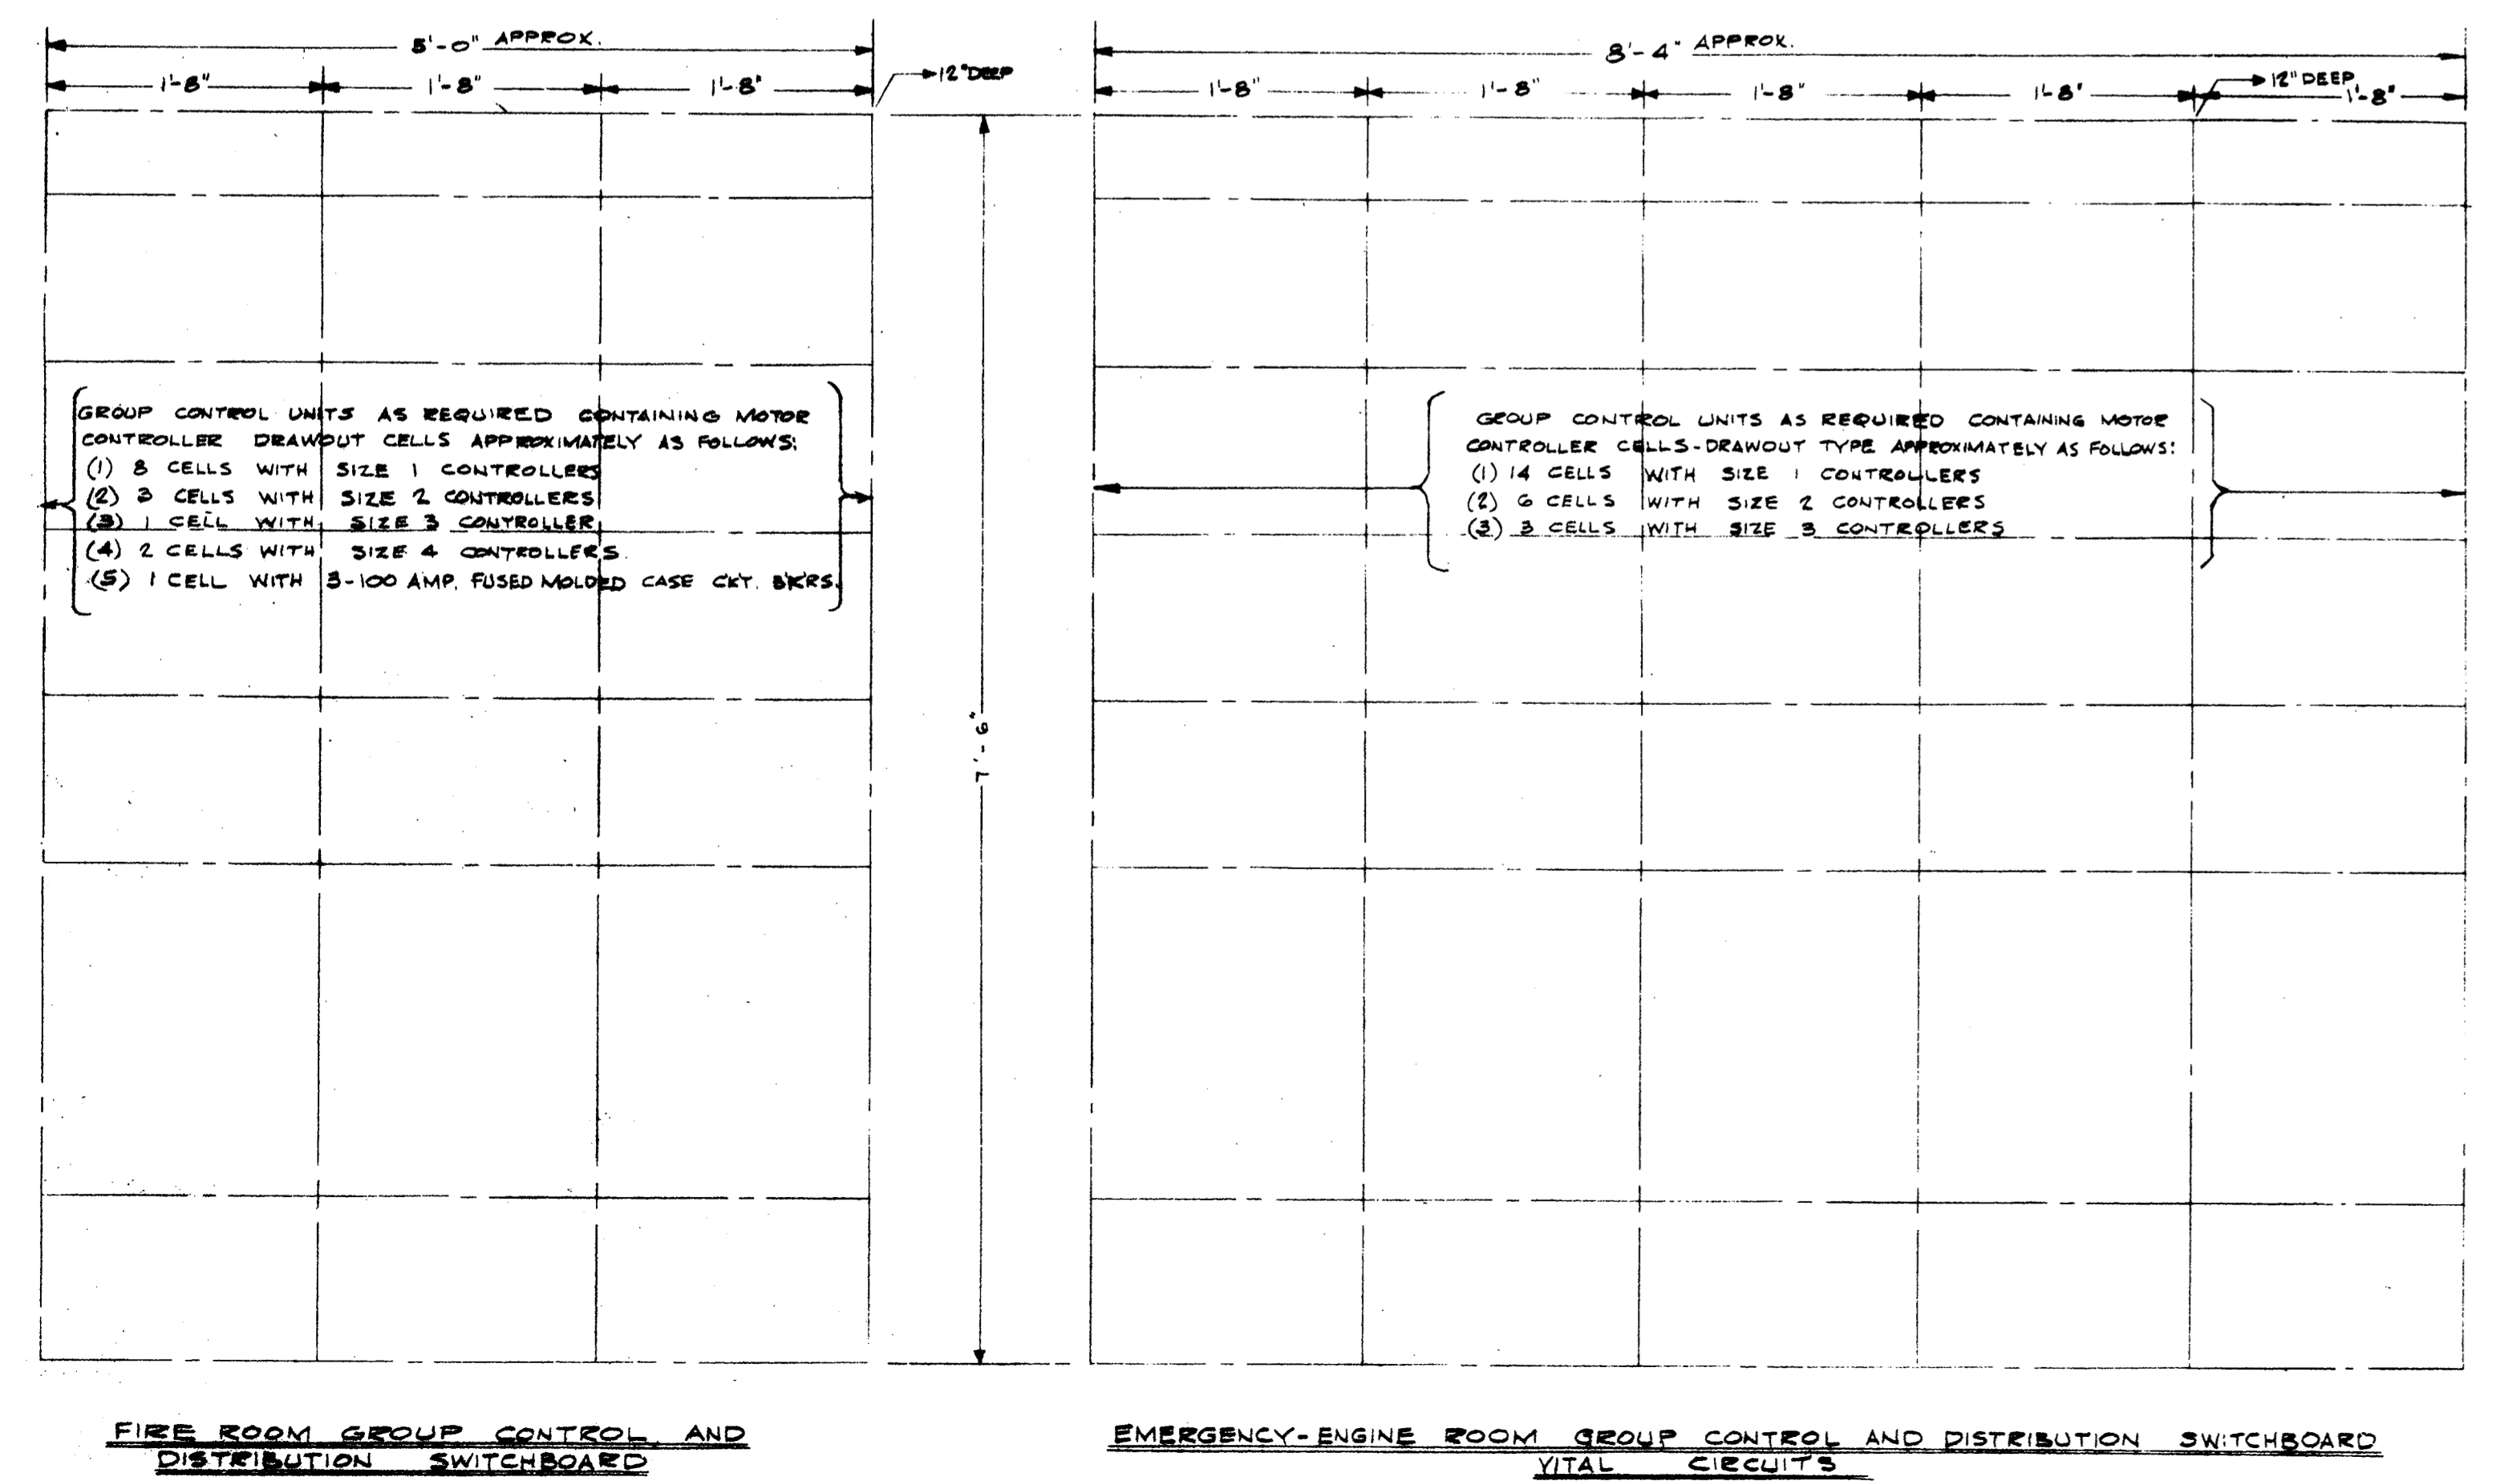 5'-0" APPROX.
1'-8" 1'-8" 1'-8"
12" DEEP
8'-4" APPROX.
1'-8" 1'-8" 1'-8" 1'-8" 1'-8"
12" DEEP
GROUP CONTROL UNITS AS REQUIRED CONTAINING MOTOR
CONTROLLER DRAWOUT CELLS APPROXIMATELY AS FOLLOWS:
(1) 8 CELLS WITH SIZE 1 CONTROLLERS
(2) 3 CELLS WITH SIZE 2 CONTROLLERS
(3) 1 CELL WITH SIZE 3 CONTROLLER
(4) 2 CELLS WITH SIZE 4 CONTROLLERS.
(5) 1 CELL WITH 3-100 AMP. FUSED MOLDED CASE CKT. BKRS.
7'-6"
GROUP CONTROL UNITS AS REQUIRED CONTAINING MOTOR
CONTROLLER CELLS-DRAWOUT TYPE APPROXIMATELY AS FOLLOWS:
(1) 14 CELLS WITH SIZE 1 CONTROLLERS
(2) 6 CELLS WITH SIZE 2 CONTROLLERS
(3) 3 CELLS WITH SIZE 3 CONTROLLERS
FIRE ROOM GROUP CONTROL AND
DISTRIBUTION SWITCHBOARD
EMERGENCY-ENGINE ROOM GROUP CONTROL AND DISTRIBUTION SWITCHBOARD
VITAL CIRCUITS